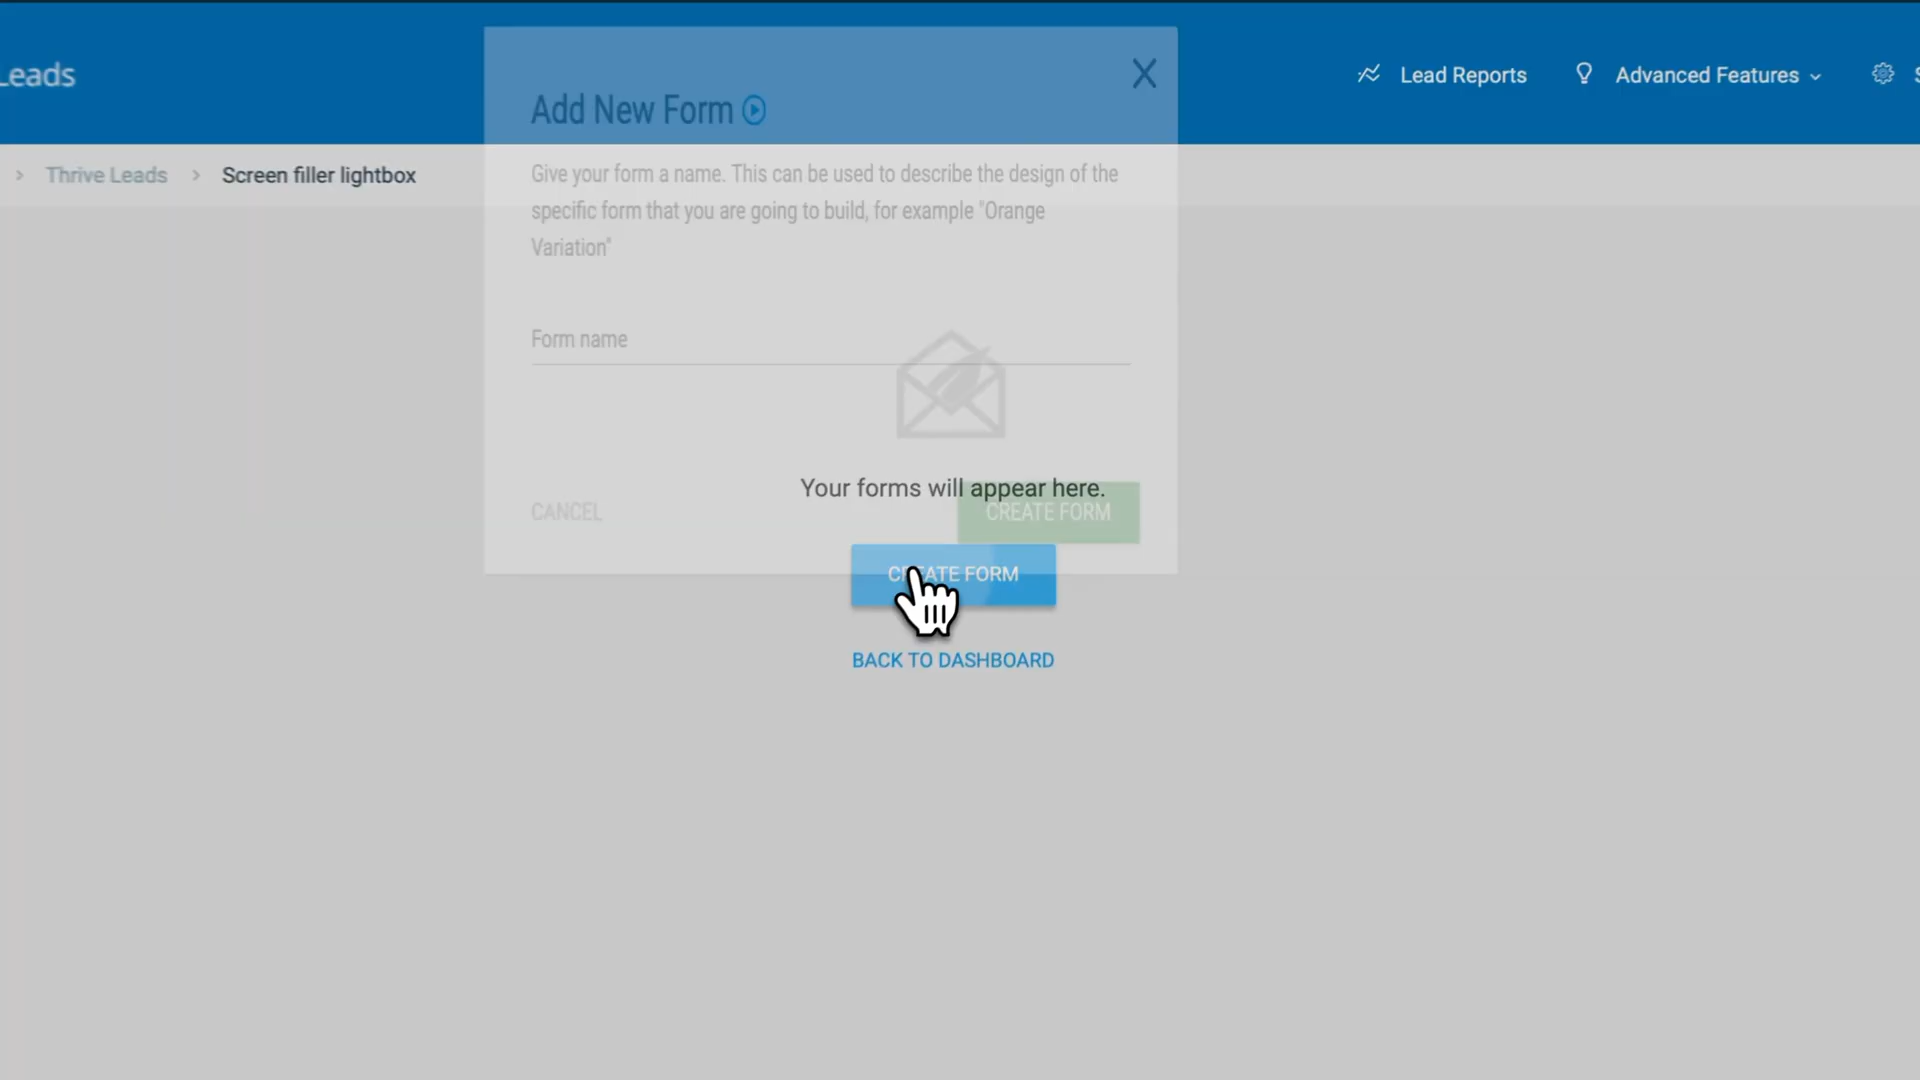 Leads
Lead Reports
Advanced Features
Thrive Leads
Screen filler lightbox
Add New Form
Give your form a name. This can be used to describe the design of the
specific form that you are going to build, for example "Orange
Variation"
Form name
Your forms will appear here.
CANCEL
CREATE FORM
CREATE FORM
BACK TO DASHBOARD